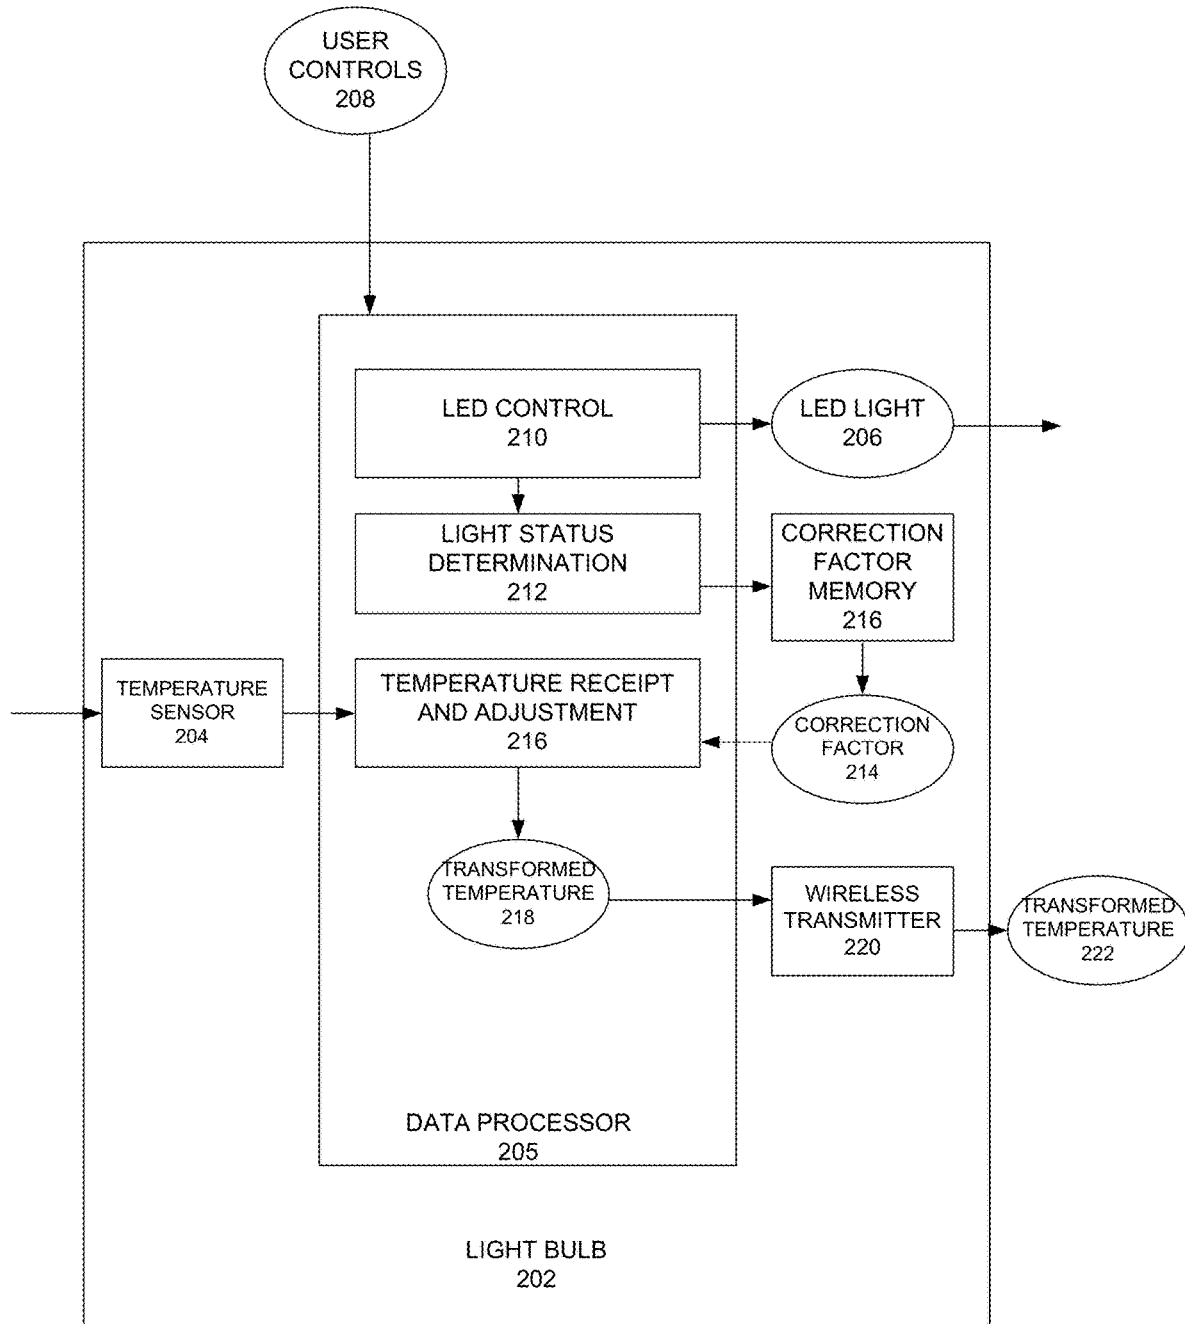 USER
CONTROLS
208
LED CONTROL
210
LED LIGHT
206
LIGHT STATUS
DETERMINATION
212
CORRECTION
FACTOR
MEMORY
216
TEMPERATURE
SENSOR
204
TEMPERATURE RECEIPT
AND ADJUSTMENT
216
CORRECTION
FACTOR
214
TRANSFORMED
TEMPERATURE
218
WIRELESS
TRANSMITTER
220
TRANSFORMED
TEMPERATURE
222
DATA PROCESSOR
205
LIGHT BULB
202